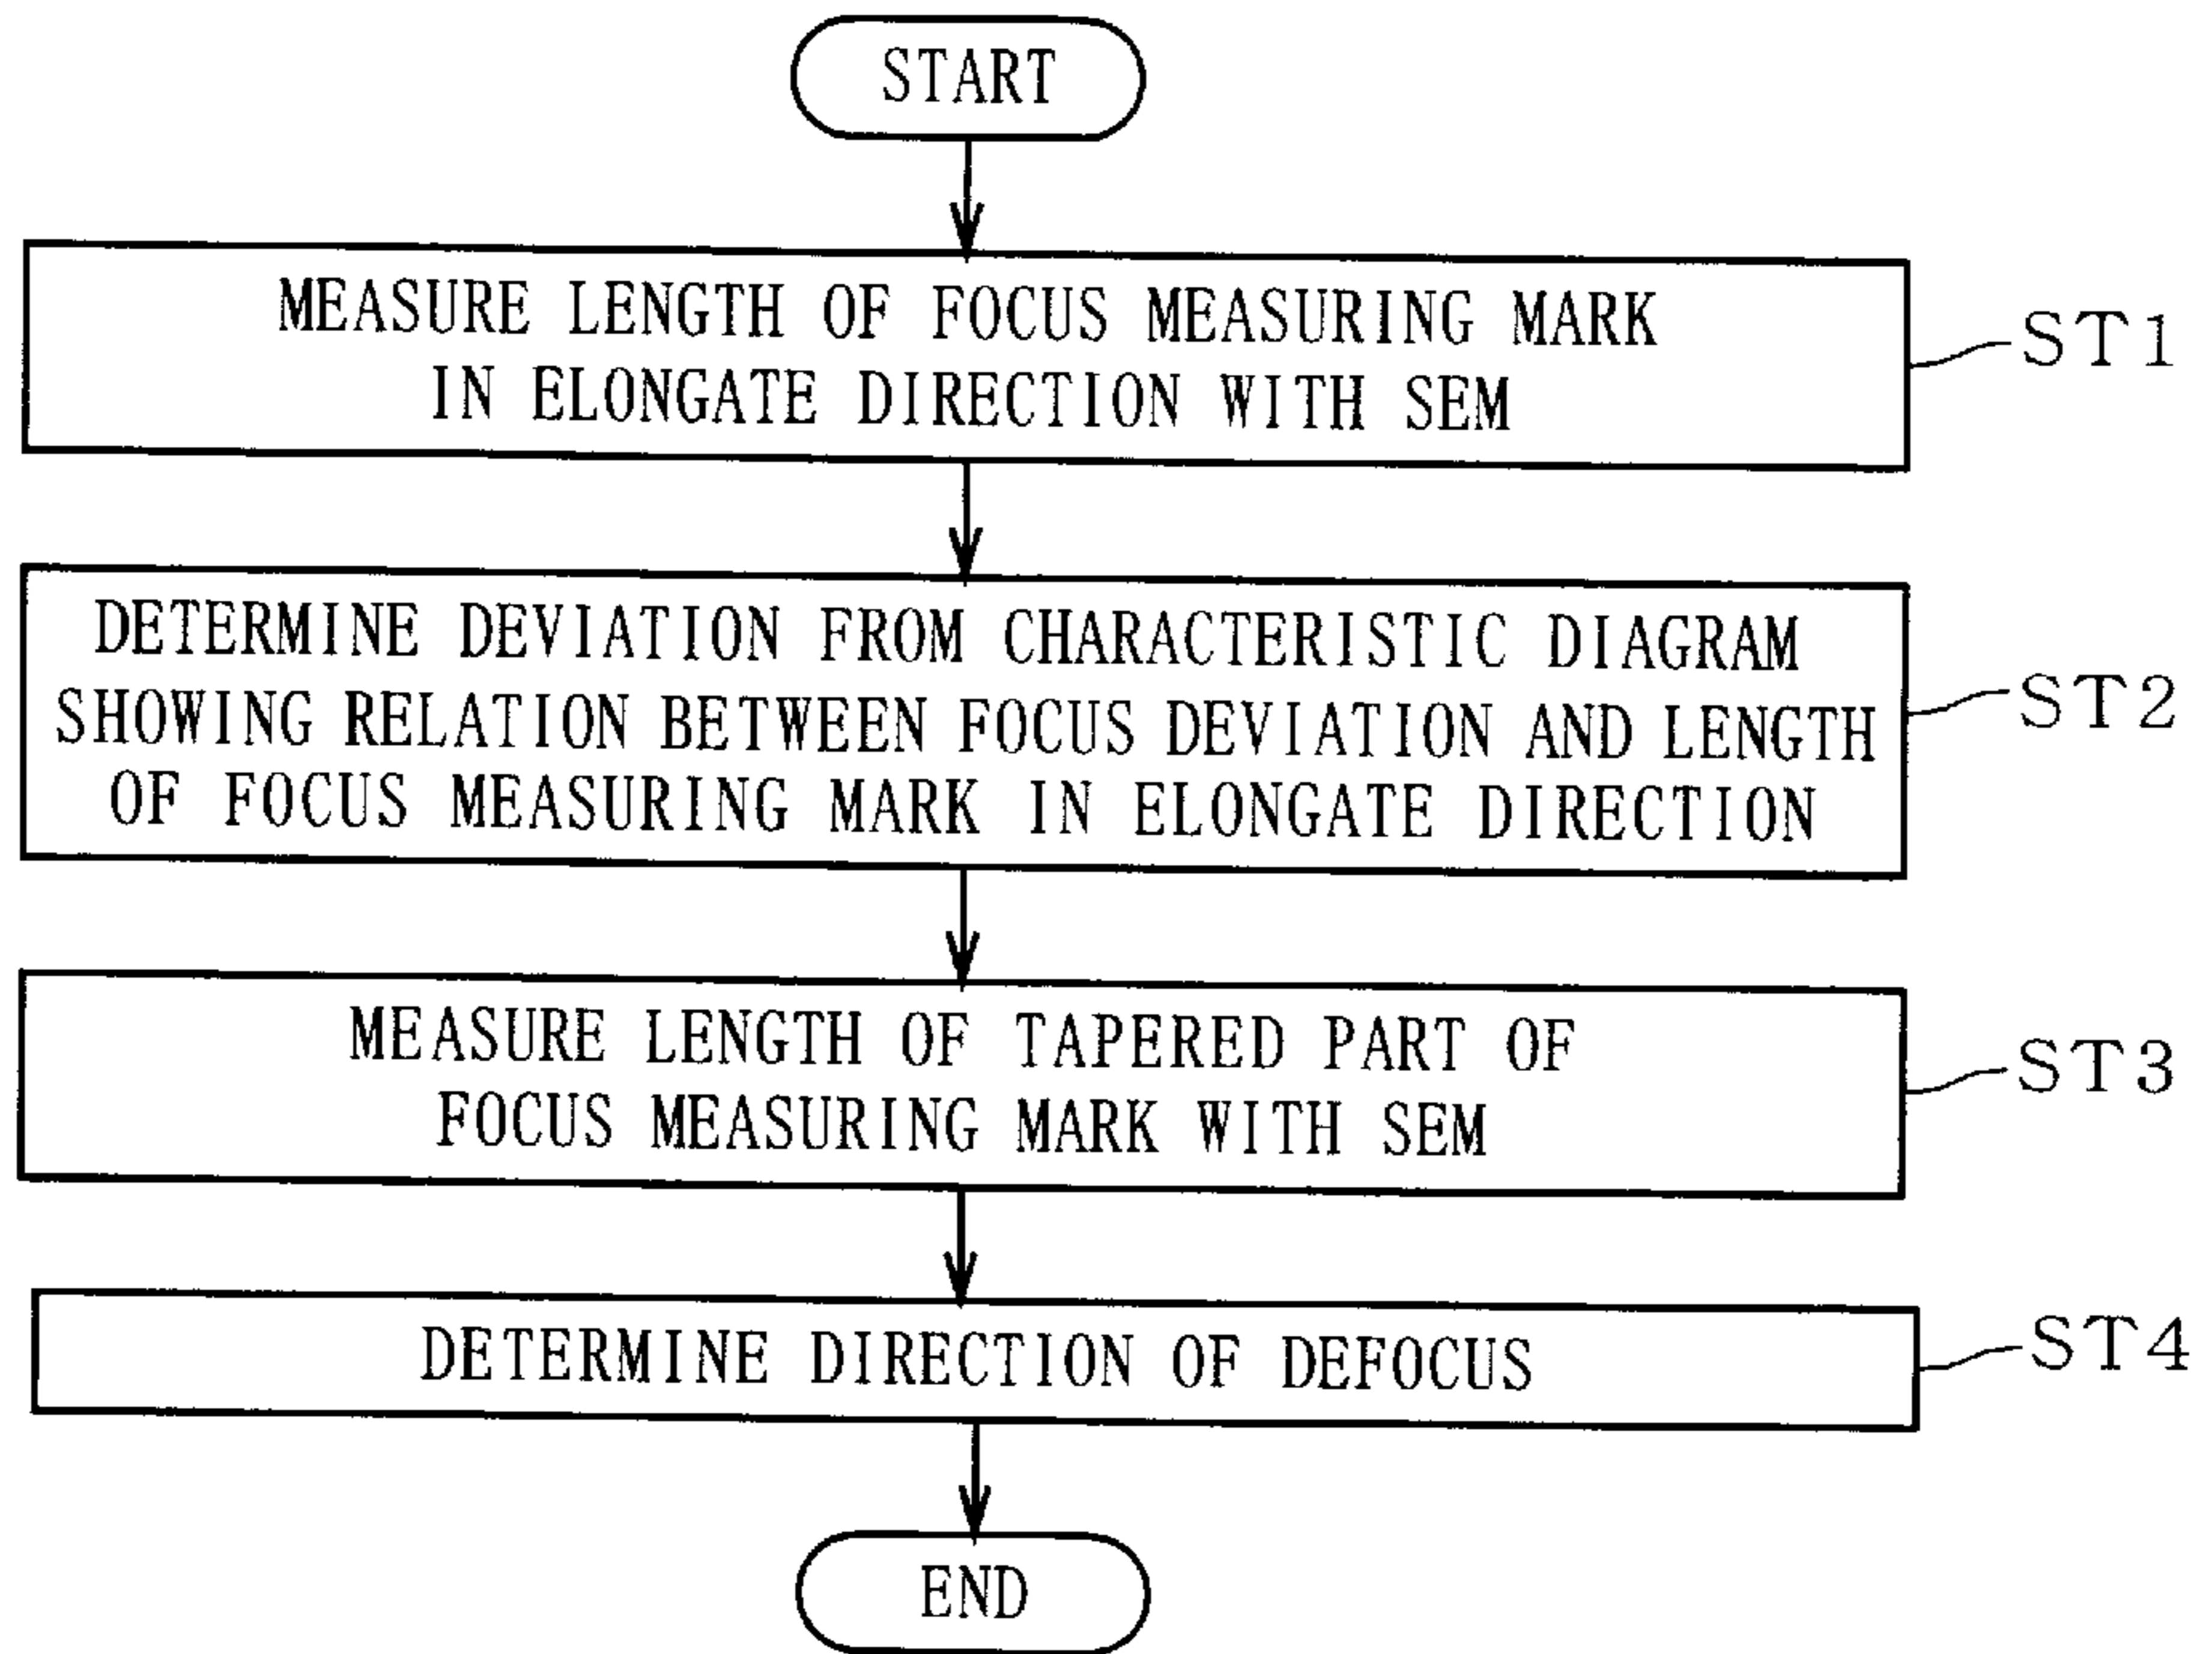 START
MEASURE LENGTH OF FOCUS MEASURING MARK
IN ELONGATE DIRECTION WITH SEM
ST1
DETERMINE DEVIATION FROM CHARACTERISTIC DIAGRAM
SHOWING RELATION BETWEEN FOCUS DEVIATION AND LENGTH
OF FOCUS MEASURING MARK IN ELONGATE DIRECTION
ST2
MEASURE LENGTH OF TAPERED PART OF
FOCUS MEASURING MARK WITH SEM
ST3
DETERMINE DIRECTION OF DEFOCUS
ST4
END